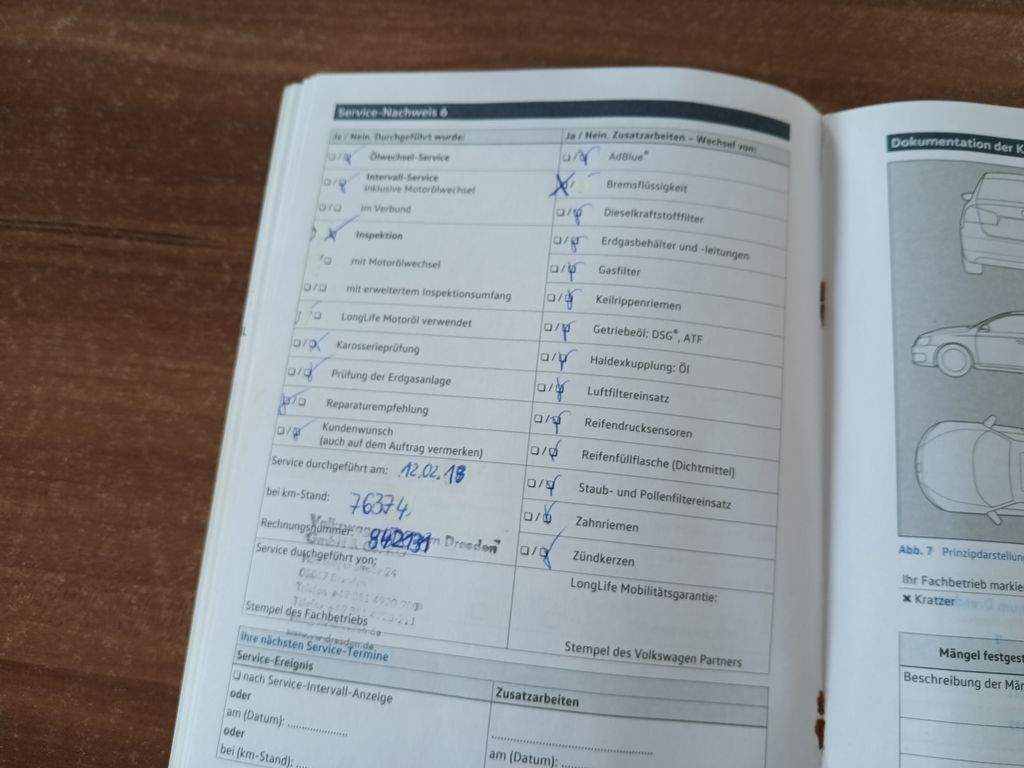 Service-Nachweis 6
Ja / Nein. Durchgeführt wurde:
Ölwechsel-Service
Intervall-Service
inklusive Motorölwechsel
im Verbund
Inspektion
mit Motorölwechsel
mit erweitertem Inspektionsumfang
LongLife Motoröl verwendet
Karosserieprüfung
Prüfung der Erdgasanlage
Reparaturempfehlung
Kundenwunsch
(auch auf dem Auftrag vermerken)
Service durchgeführt am: 12.02.18
bei km-Stand: 76374
Rechnungsnummer: 842131
Dresden
Service durchgeführt von:
Stempel des Fachbetriebs
Ja / Nein. Zusatzarbeiten – Wechsel von:
AdBlue®
Bremsflüssigkeit
Dieselkraftstofffilter
Erdgasbehälter und -leitungen
Gasfilter
Keilrippenriemen
Getriebeöl: DSG®, ATF
Haldexkupplung: Öl
Luftfiltereinsatz
Reifendrucksensoren
Reifenfüllflasche (Dichtmittel)
Staub- und Pollenfiltereinsatz
Zahnriemen
Zündkerzen
LongLife Mobilitätsgarantie:
Stempel des Volkswagen Partners
Ihre nächsten Service-Termine
Service-Ereignis
nach Service-Intervall-Anzeige
oder
am (Datum): ....................
oder
bei (km-Stand): ....
Zusatzarbeiten
..................................................
am (Datum): ....................
Dokumentation der K
Abb. 7 Prinzipdarstellun
Ihr Fachbetrieb markie
✖ Kratzer
Mängel festgest
Beschreibung der Män